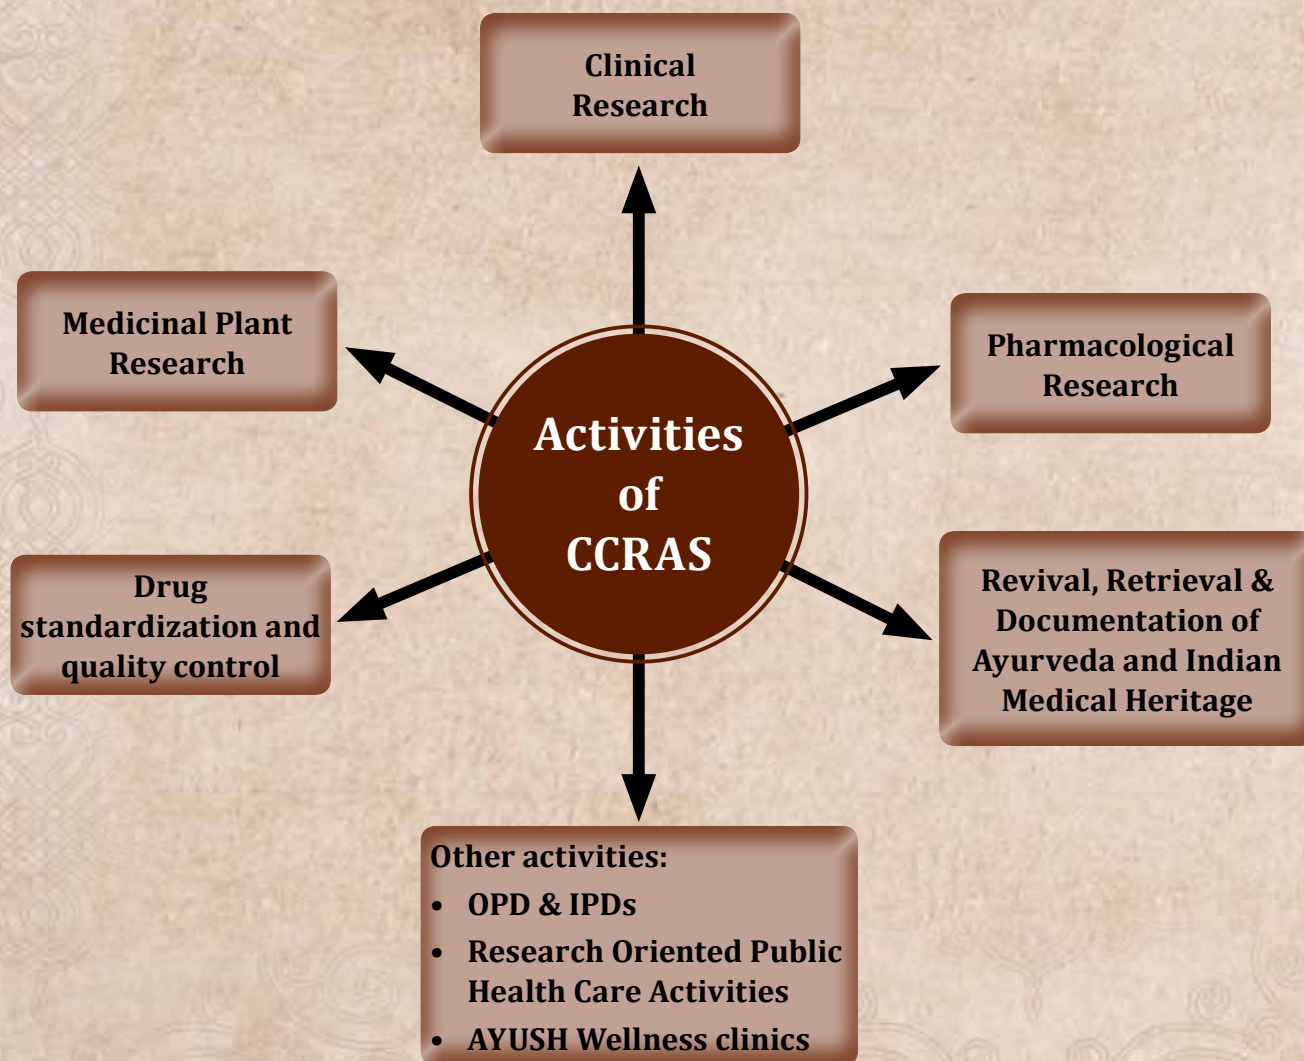 Clinical
Research
Medicinal Plant
Research
Pharmacological
Research
Activities
of
CCRAS
Drug
standardization and
quality control
Revival, Retrieval &
Documentation of
Ayurveda and Indian
Medical Heritage
Other activities:
• OPD & IPDs
• Research Oriented Public
Health Care Activities
• AYUSH Wellness clinics